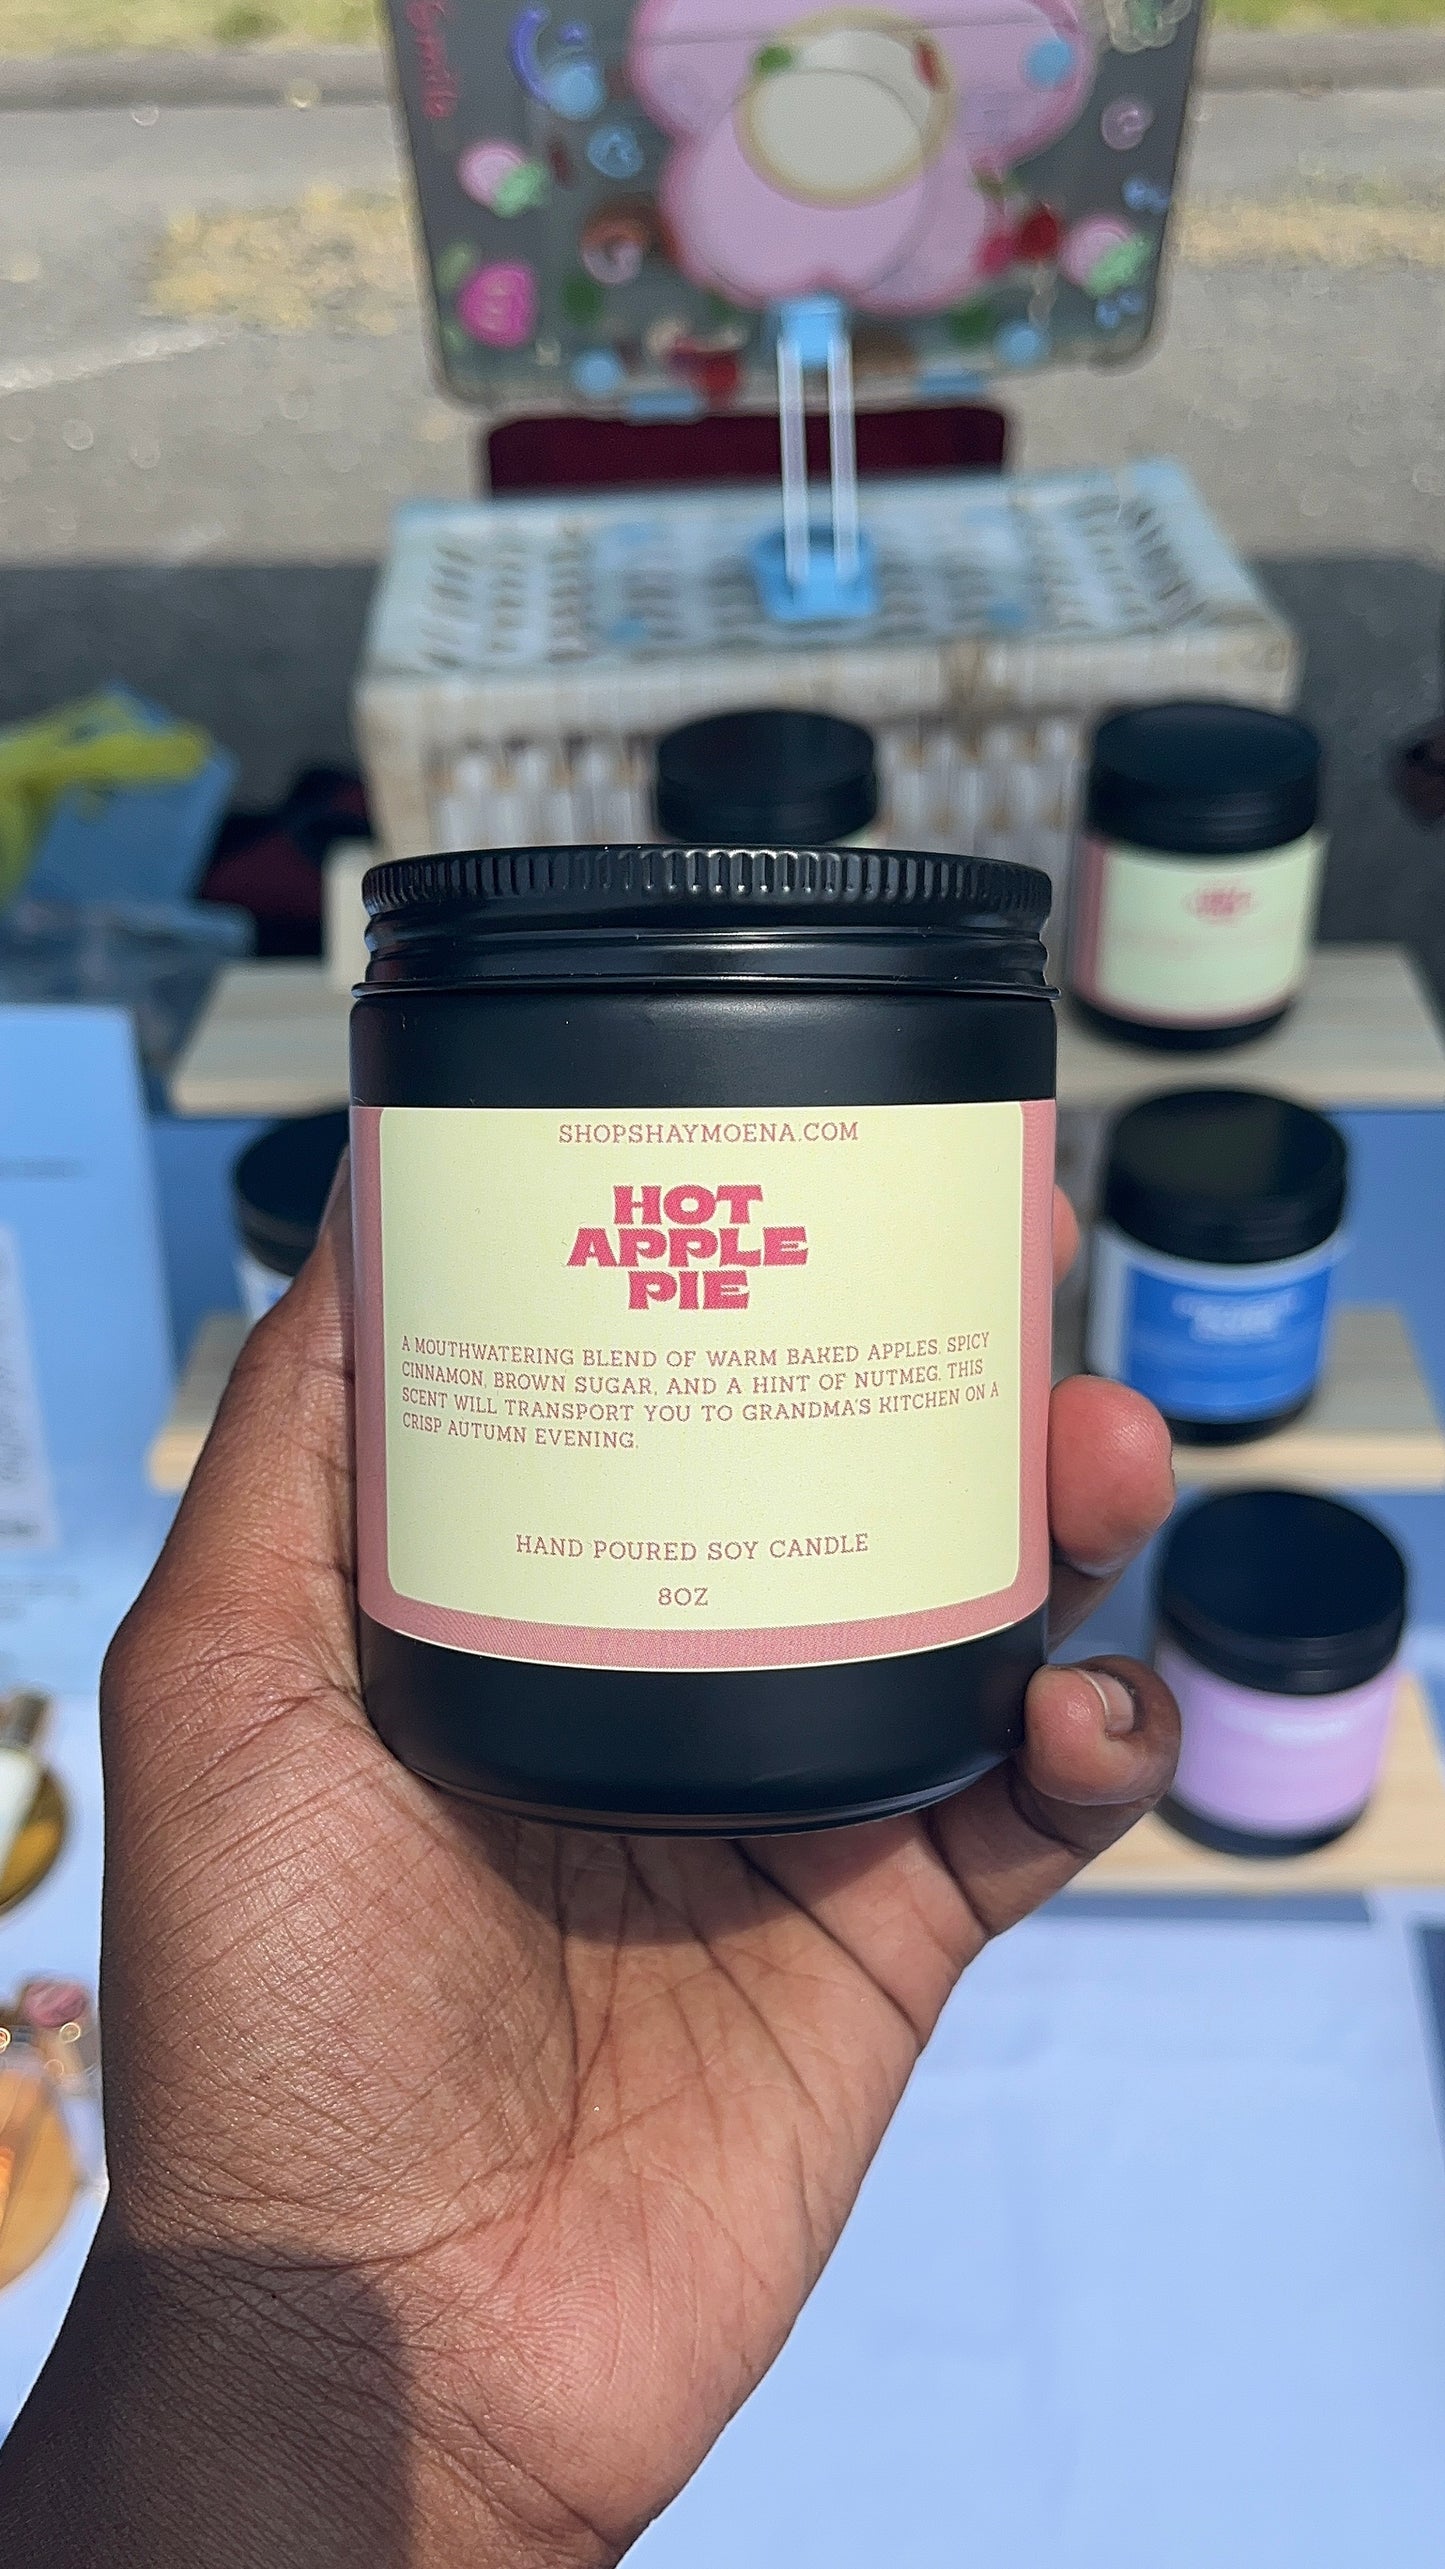 SHOPSHAYMOENA.COM
HOT
APPLE
PIE
A MOUTHWATERING BLEND OF WARM BAKED APPLES, SPICY
CINNAMON, BROWN SUGAR, AND A HINT OF NUTMEG. THIS
SCENT WILL TRANSPORT YOU TO GRANDMA'S KITCHEN ON A
CRISP AUTUMN EVENING.
HAND POURED SOY CANDLE
8OZ